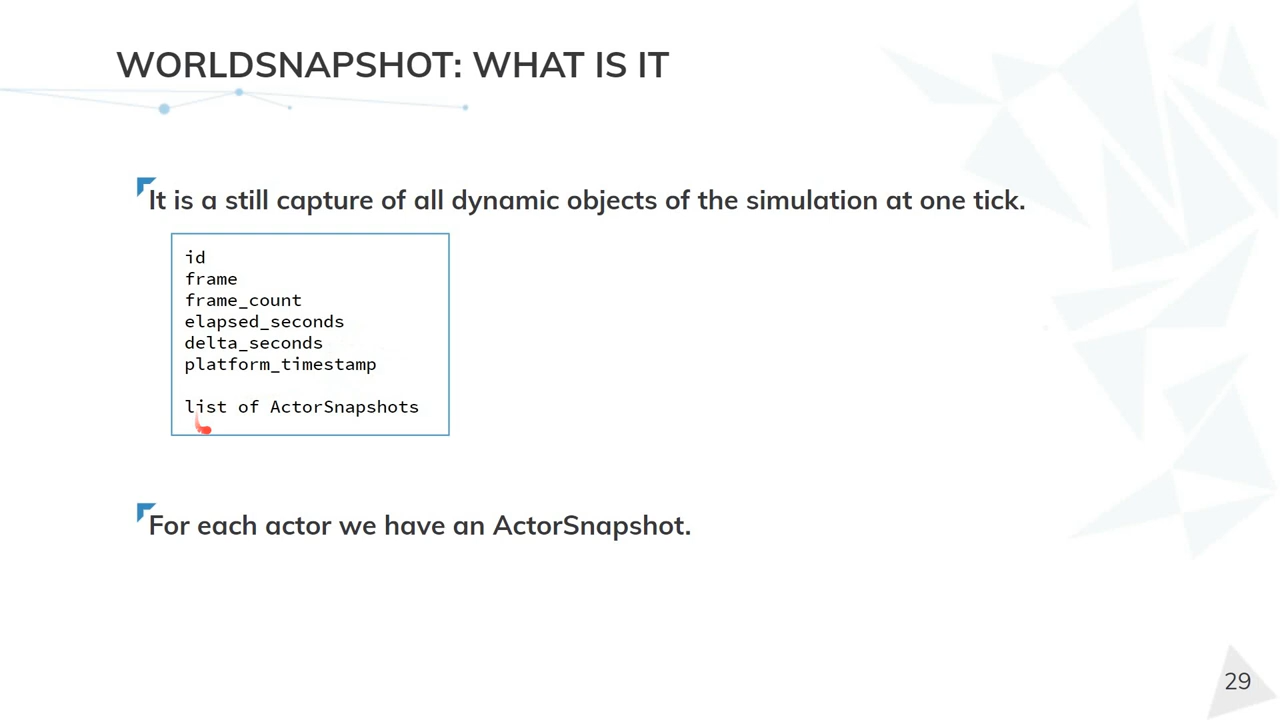 WORLDSNAPSHOT: WHAT IS IT
It is a still capture of all dynamic objects of the simulation at one tick.
id
frame
frame_count
elapsed_seconds
delta_seconds
platform_timestamp
list of ActorSnapshots
For each actor we have an ActorSnapshot.
29